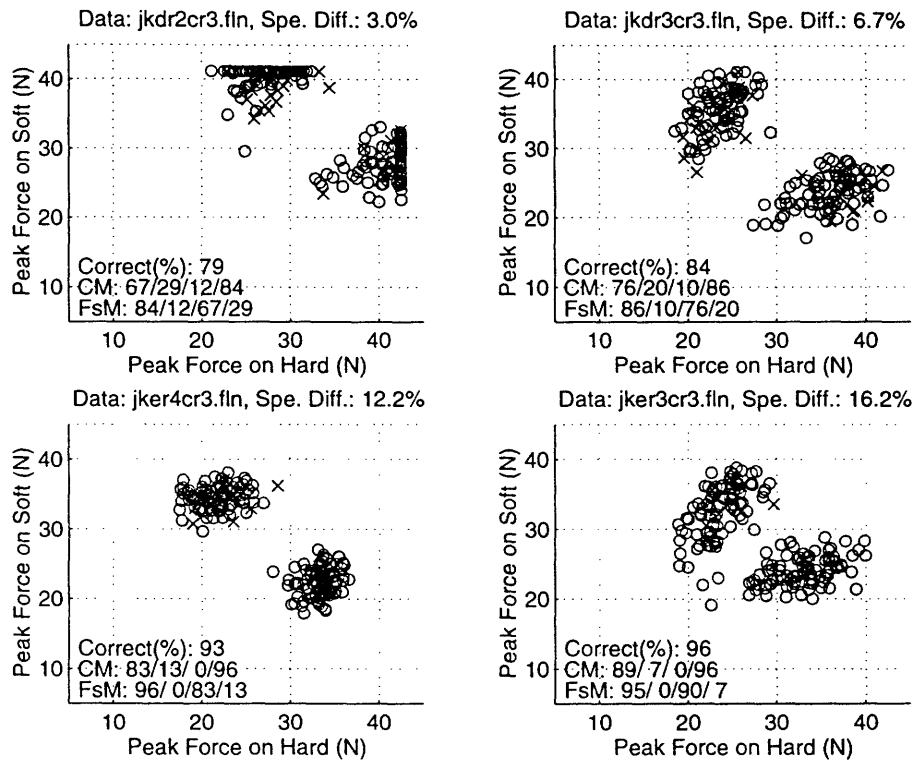 Data: jkdr2cr3.fln, Spe. Diff.: 3.0%
Peak Force on Soft (N)
40
30
20
10
Correct(%): 79
CM: 67/29/12/84
FsM: 84/12/67/29
10 20 30 40
Peak Force on Hard (N)
Data: jkdr3cr3.fln, Spe. Diff.: 6.7%
Peak Force on Soft (N)
40
30
20
10
Correct(%): 84
CM: 76/20/10/86
FsM: 86/10/76/20
10 20 30 40
Peak Force on Hard (N)
Data: jker4cr3.fln, Spe. Diff.: 12.2%
Peak Force on Soft (N)
40
30
20
10
Correct(%): 93
CM: 83/13/ 0/96
FsM: 96/ 0/83/13
10 20 30 40
Peak Force on Hard (N)
Data: jker3cr3.fln, Spe. Diff.: 16.2%
Peak Force on Soft (N)
40
30
20
10
Correct(%): 96
CM: 89/ 7/ 0/96
FsM: 95/ 0/90/ 7
10 20 30 40
Peak Force on Hard (N)